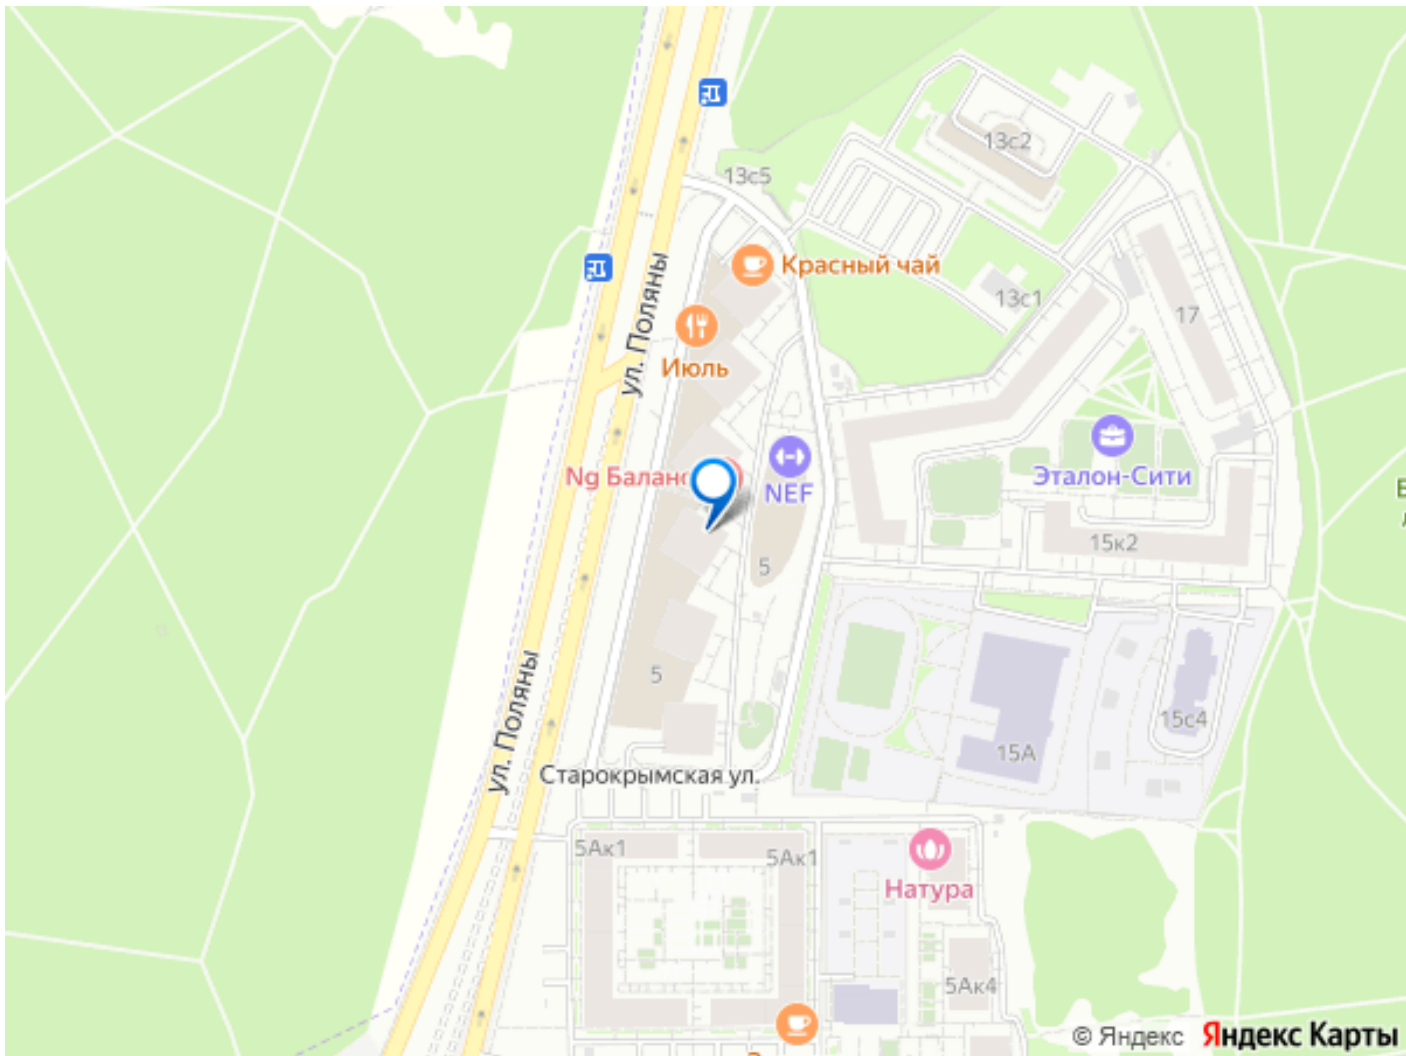 13с2
13с5
Красный чай
ул. Поляны
13с1
17
Июль
Ng Баланс
NEF
Эталон-Сити
15к2
5
5
ул. Поляны
15с4
15А
Старокрымская ул.
5Ак1
5Ак1
Натура
5Ак4
© Яндекс Яндекс Карты